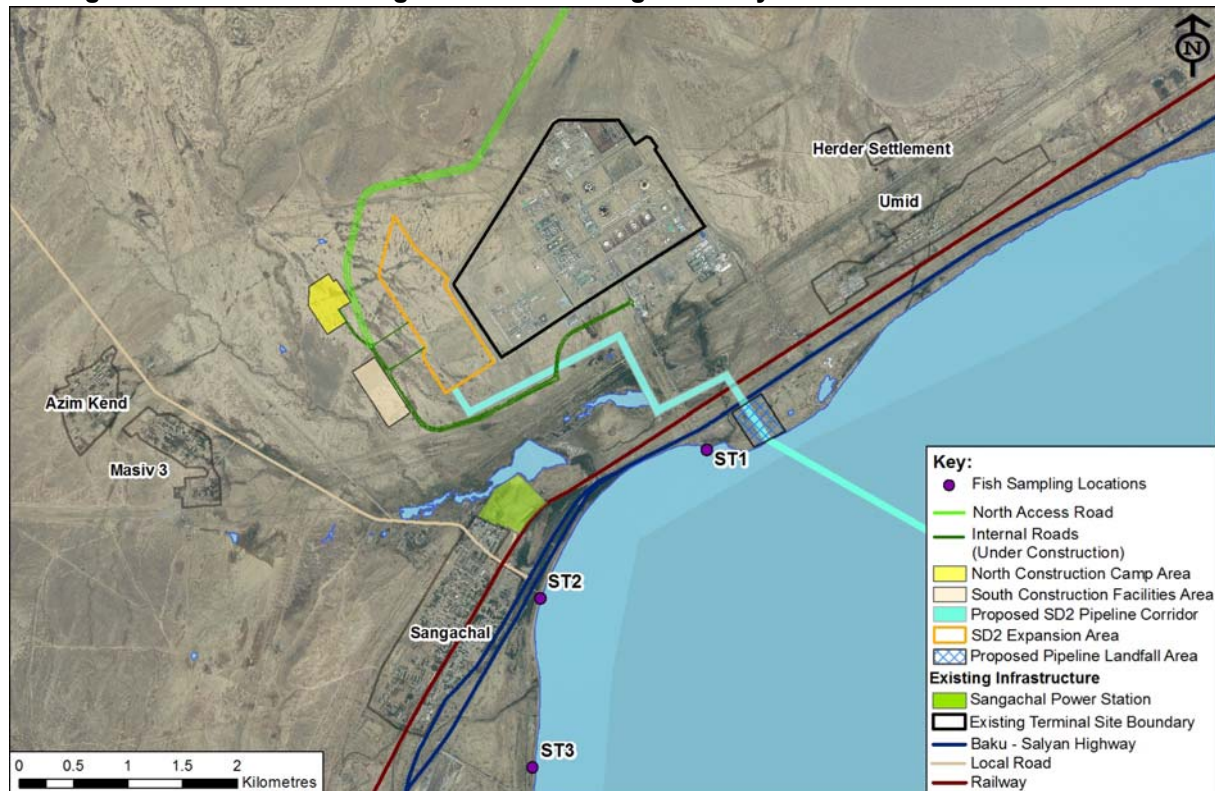 N
Herder Settlement
Umid
Azim Kend
Masiv 3
ST1
ST2
Sangachal
ST3
0 0.5 1 1.5 2
Kilometres
Key:
Fish Sampling Locations
North Access Road
Internal Roads
(Under Construction)
North Construction Camp Area
South Construction Facilities Area
Proposed SD2 Pipeline Corridor
SD2 Expansion Area
Proposed Pipeline Landfall Area
Existing Infrastructure
Sangachal Power Station
Existing Terminal Site Boundary
Baku - Salyan Highway
Local Road
Railway